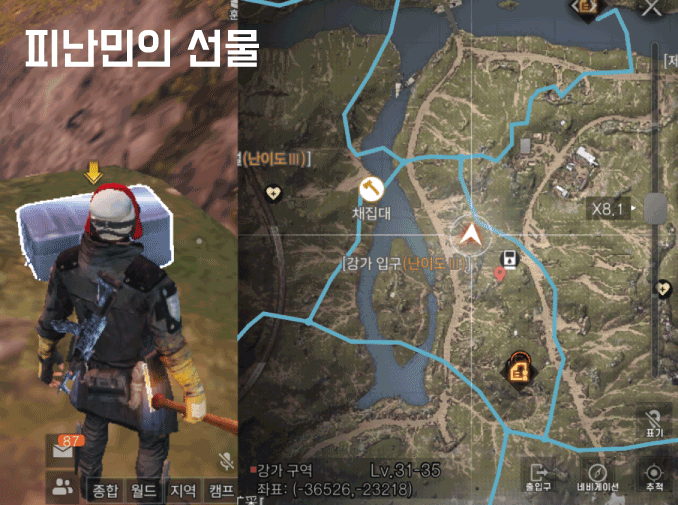 피난민의 선물
(난이도Ⅲ)]
채집대
X8.1
[강가 입구(난이도Ⅲ)]
87
종합 월드 지역 캠프
강가 구역 Lv.31-35
좌표: (-36526,-23218)
출입구 네비게이션 추적
표기